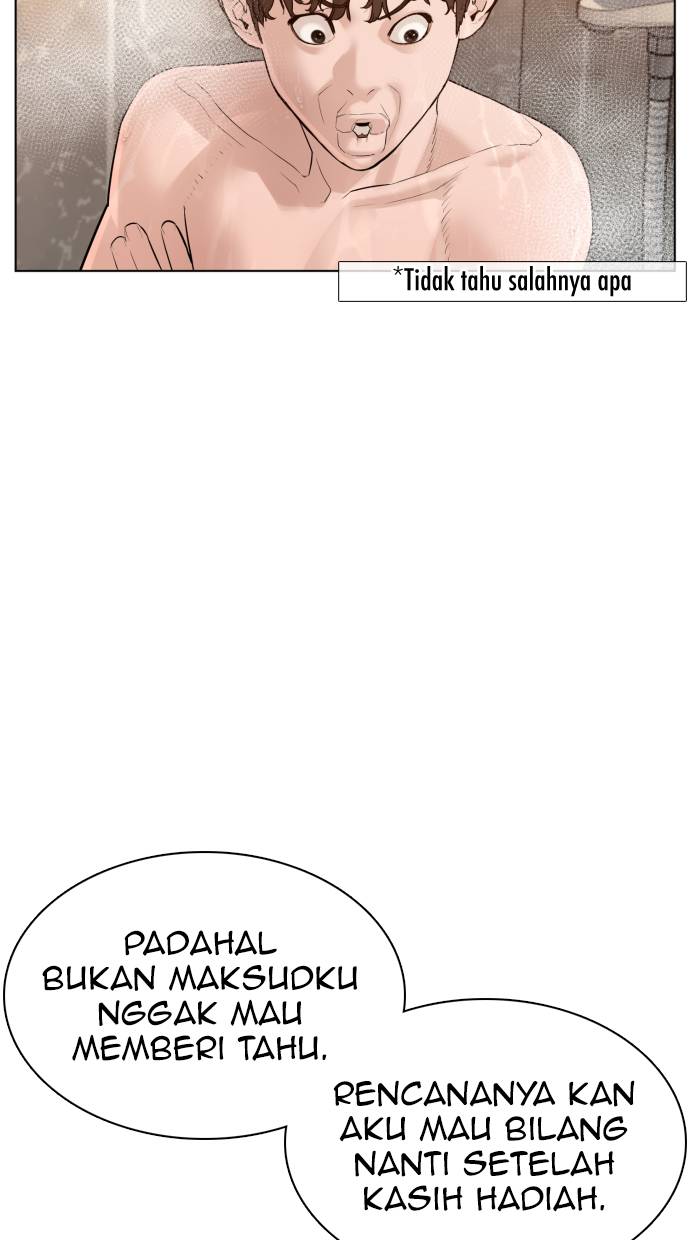 *Tidak tahu salahnya apa
PADAHAL
BUKAN MAKSUDKU
NGGAK MAU
MEMBERI TAHU.
RENCANANYA KAN
AKU MAU BILANG
NANTI SETELAH
KASIH HADIAH.